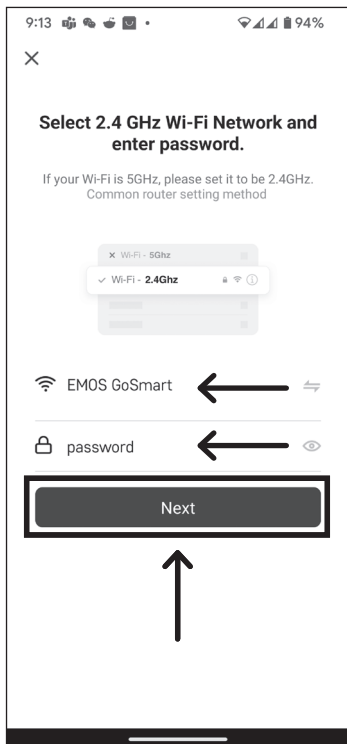 9:13 94%
Select 2.4 GHz Wi-Fi Network and
enter password.
If your Wi-Fi is 5GHz, please set it to be 2.4GHz.
Common router setting method
Wi-Fi - 5Ghz
Wi-Fi - 2.4Ghz
EMOS GoSmart
password
Next